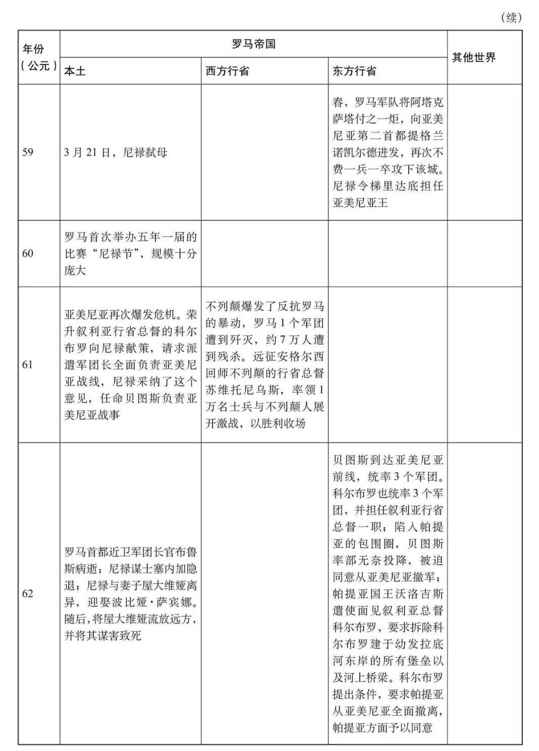 （续）
年份
（公元）
罗马帝国
其他世界
本土
西方行省
东方行省
59
3 月 21 日，尼禄弑母
春，罗马军队将阿塔克
萨塔付之一炬，向亚美
尼亚第二首都提格兰
诺凯尔德进发，再次不
费一兵一卒攻下该城。
尼禄令梯里达底担任
亚美尼亚王
60
罗马首次举办五年一届的
比赛“尼禄节”，规模十分
庞大
61
亚美尼亚再次爆发危机。荣
升叙利亚行省总督的科尔
布罗向尼禄献策，请求派
遣军团长全面负责亚美尼
亚战线，尼禄采纳了这个
意见，任命贝图斯负责亚
美尼亚战事
不列颠爆发了反抗罗马
的暴动，罗马 1 个军团
遭到歼灭，约 7 万人遭
到残杀。远征安格尔西
回师不列颠的行省总督
苏维托尼乌斯，率领 1
万名士兵与不列颠人展
开激战，以胜利收场
62
罗马首都近卫军团长官布鲁
斯病逝；尼禄谋士塞内加隐
退；尼禄与妻子屋大维娅离
异，迎娶波比娅·萨宾娜。
随后，将屋大维娅流放远方，
并将其谋害致死
贝图斯到达亚美尼亚
前线，统率 3 个军团。
科尔布罗也统率 3 个军
团，并担任叙利亚行省
总督一职；陷入帕提
亚的包围圈，贝图斯
率部无奈投降，被迫
同意从亚美尼亚撤军；
帕提亚国王沃洛吉斯
遣使面见叙利亚总督
科尔布罗，要求拆除科
尔布罗建于幼发拉底
河东岸的所有堡垒以
及河上桥梁。科尔布罗
提出条件，要求帕提亚
从亚美尼亚全面撤离，
帕提亚方面予以同意